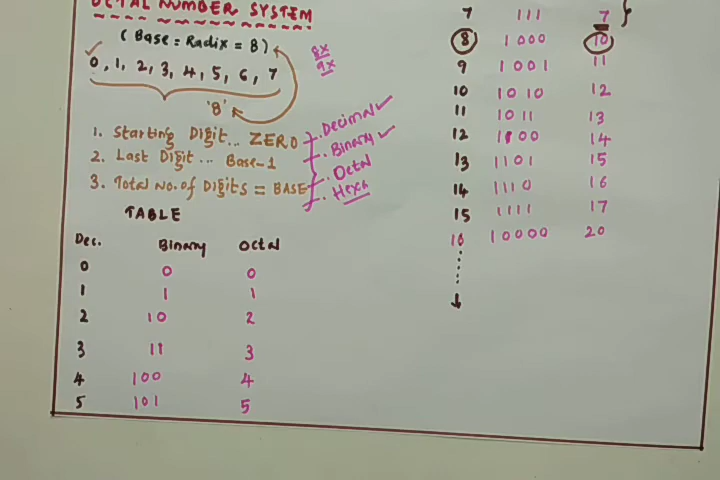 OCTAL NUMBER SYSTEM
(Base = Radix = 8)
8x
9x
0, 1, 2, 3, 4, 5, 6, 7
'8'
1. Starting Digit... ZERO
2. Last Digit ... Base-1
3. Total No. of Digits = BASE
. Decimal ✓
. Binary ✓
. Octal
. Hexa
TABLE
Dec. Binary Octal
0 0 0
1 1 1
2 10 2
3 11 3
4 100 4
5 101 5
7 111 7 }
8 1000 10
9 1001 11
10 1010 12
11 1011 13
12 1100 14
13 1101 15
14 1110 16
15 1111 17
16 10000 20